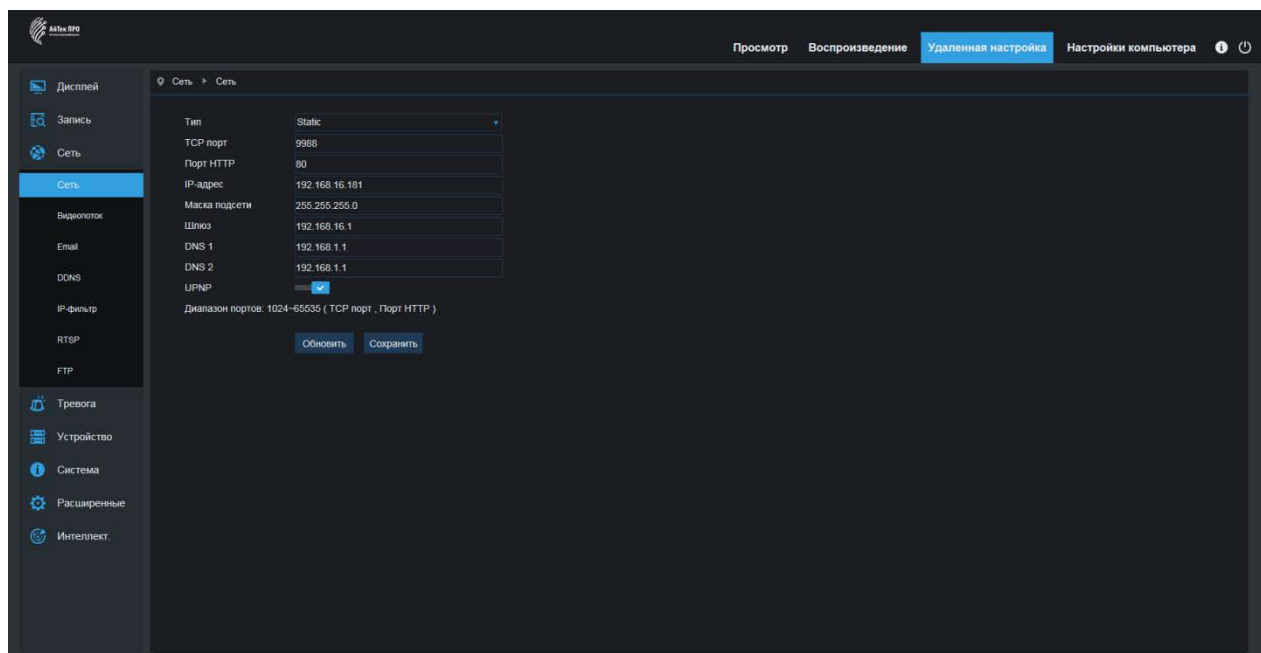 АйТек ПРО
Просмотр Воспроизведение Удаленная настройка Настройки компьютера
Сеть Сеть
Дисплей
Запись
Сеть
Сеть
Видеопоток
Email
DDNS
IP-фильтр
RTSP
FTP
Тревога
Устройство
Система
Расширенные
Интеллект.
Тип Static
TCP порт 9988
Порт HTTP 80
IP-адрес 192.168.16.181
Маска подсети 255.255.255.0
Шлюз 192.168.16.1
DNS 1 192.168.1.1
DNS 2 192.168.1.1
UPNP
Диапазон портов: 1024~65535 ( TCP порт , Порт HTTP )
Обновить Сохранить